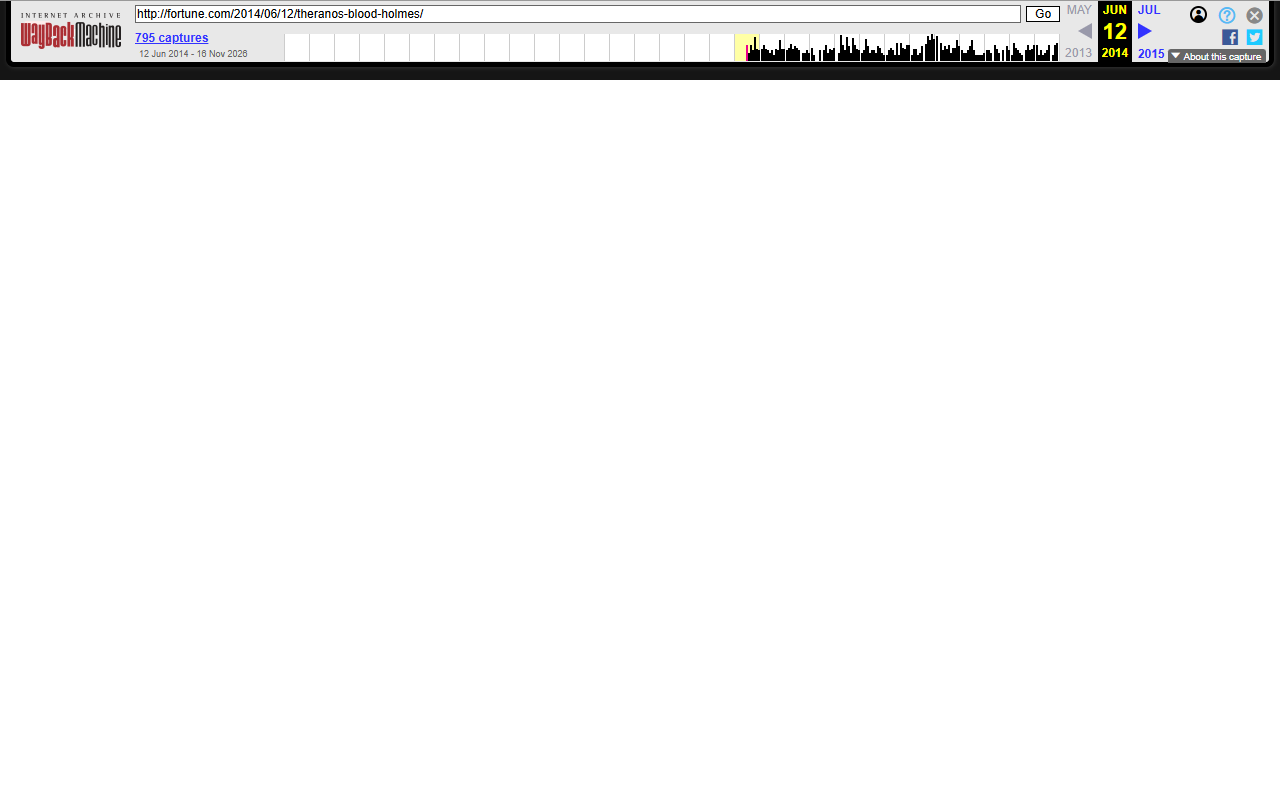 INTERNET ARCHIVE
WayBackMachine
http://fortune.com/2014/06/12/theranos-blood-holmes/
Go
795 captures
12 Jun 2014 - 16 Nov 2026
MAY
JUN
JUL
12
2013
2014
2015
About this capture